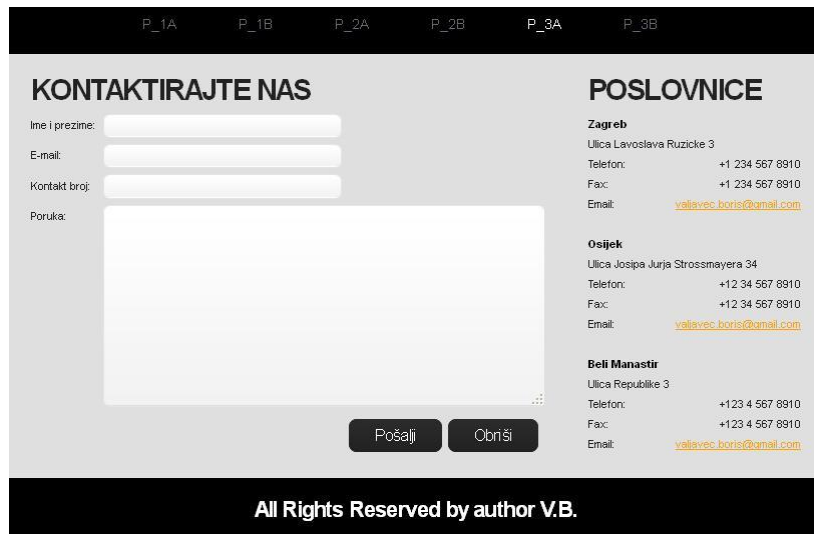 P_1A P_1B P_2A P_2B P_3A P_3B
KONTAKTIRAJTE NAS
Ime i prezime:
E-mail:
Kontakt broj:
Poruka:
Pošalji Obriši
POSLOVNICE
Zagreb
Ulica Lavoslava Ruzicke 3
Telefon: +1 234 567 8910
Fax: +1 234 567 8910
Email: valjavec.boris@gmail.com
Osijek
Ulica Josipa Jurja Strossmayera 34
Telefon: +12 34 567 8910
Fax: +12 34 567 8910
Email: valjavec.boris@gmail.com
Beli Manastir
Ulica Republike 3
Telefon: +123 4 567 8910
Fax: +123 4 567 8910
Email: valjavec.boris@gmail.com
All Rights Reserved by author V.B.